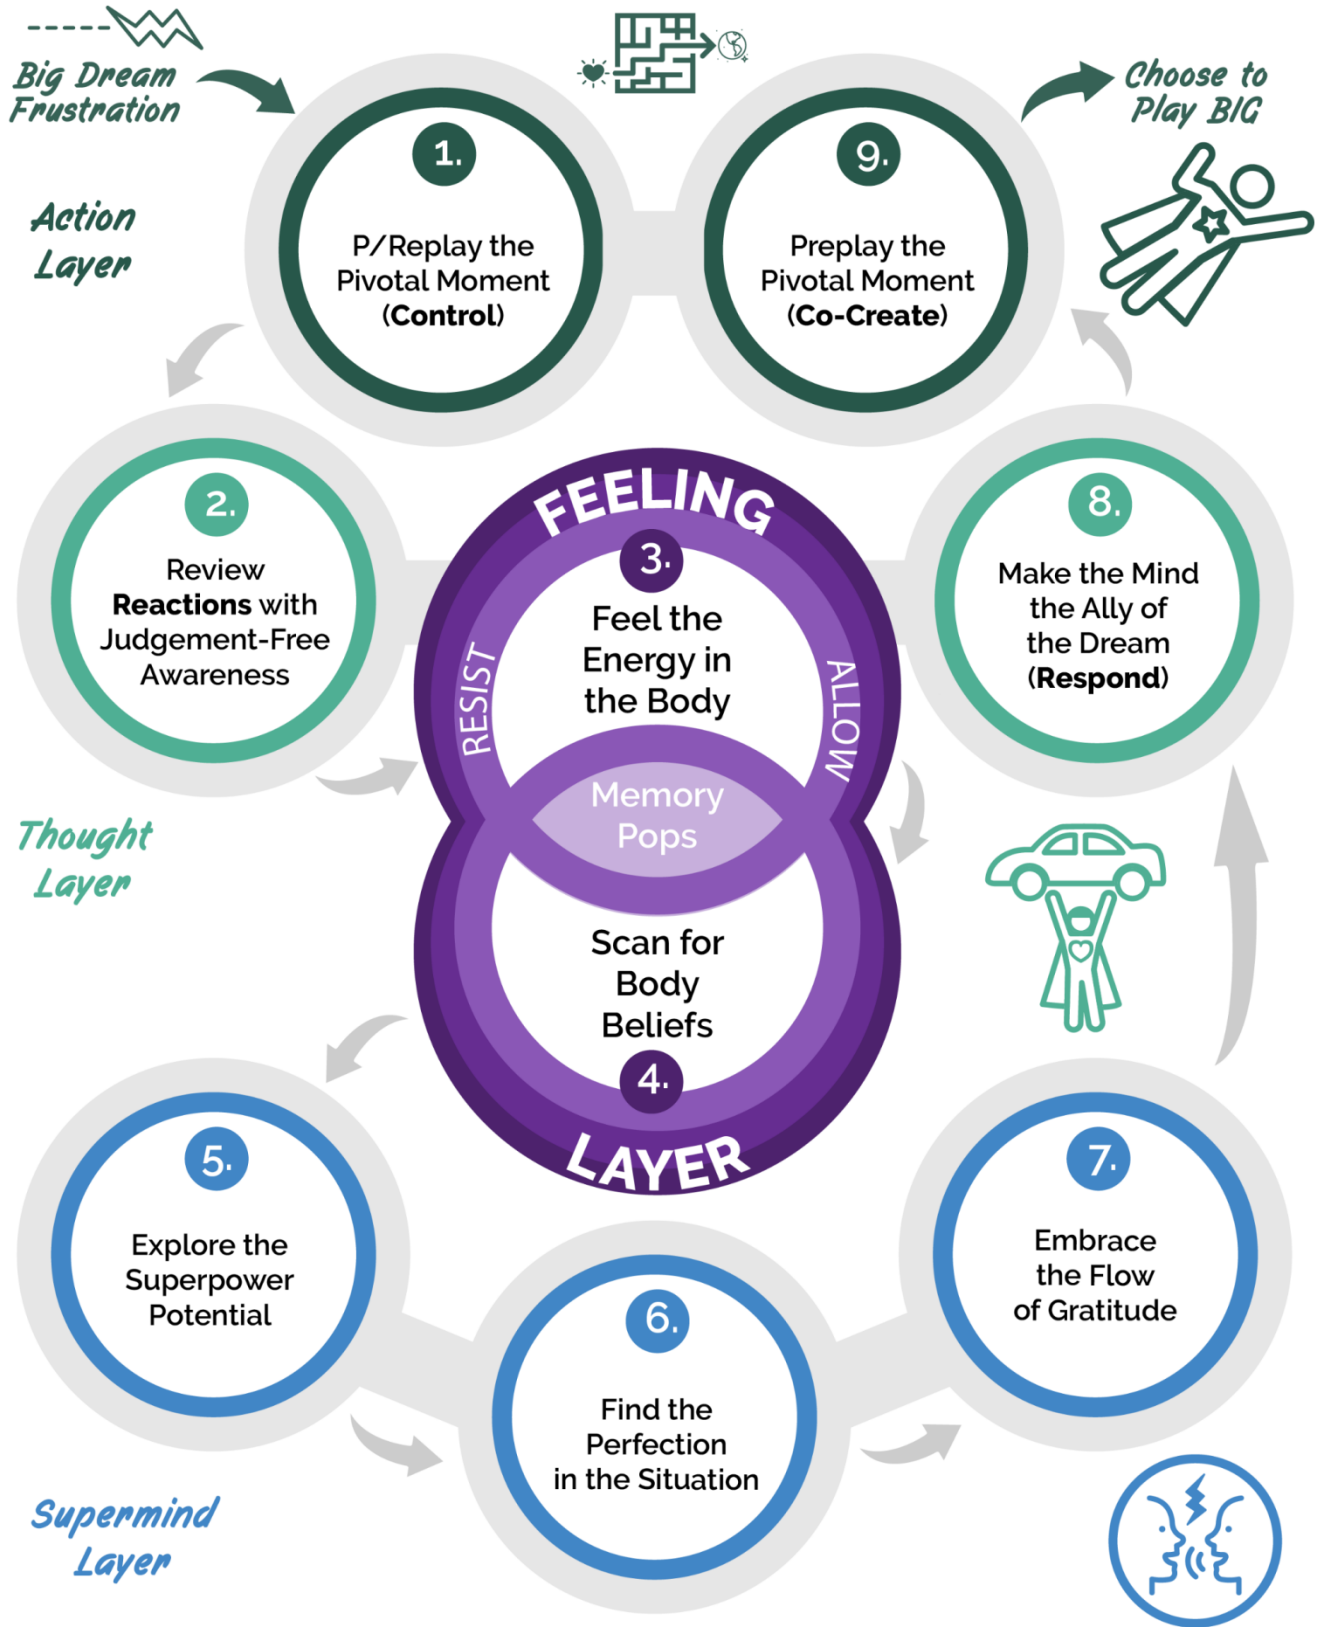 Big Dream
Frustration
Choose to
Play BIG
Action
Layer
1.
P/Replay the
Pivotal Moment
(Control)
9.
Preplay the
Pivotal Moment
(Co-Create)
2.
Review
Reactions with
Judgement-Free
Awareness
FEELING
3.
Feel the
Energy in
the Body
RESIST
ALLOW
Memory
Pops
Scan for
Body
Beliefs
4.
LAYER
8.
Make the Mind
the Ally of
the Dream
(Respond)
Thought
Layer
5.
Explore the
Superpower
Potential
6.
Find the
Perfection
in the Situation
7.
Embrace
the Flow
of Gratitude
Supermind
Layer